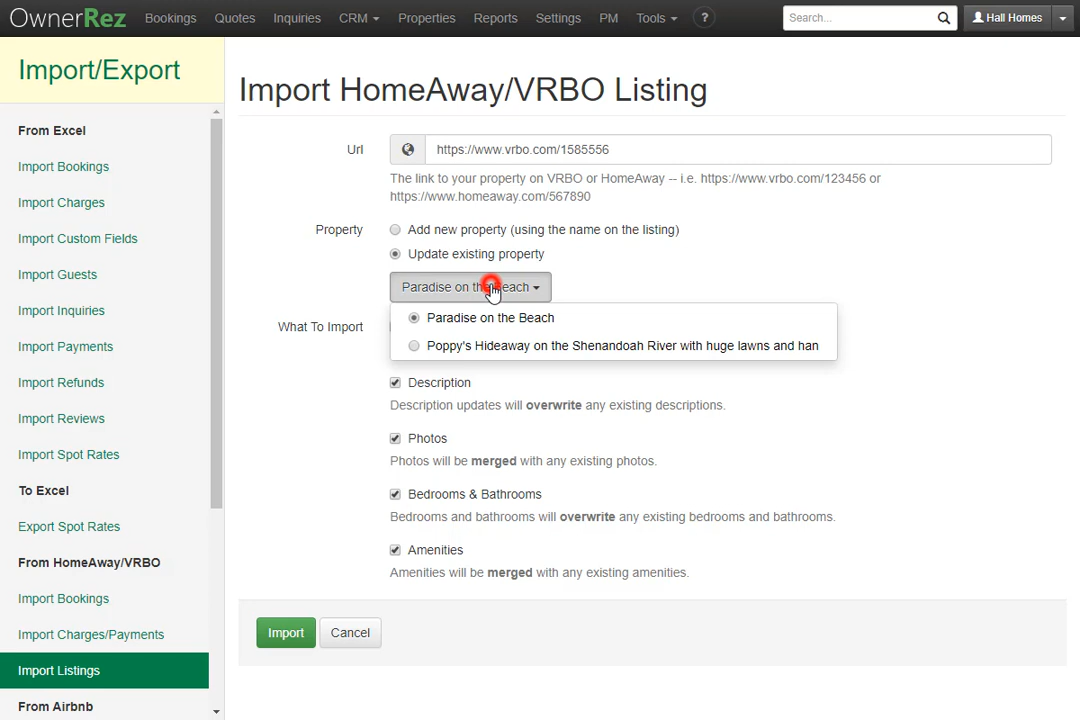 OwnerRez Bookings Quotes Inquiries CRM Properties Reports Settings PM Tools ? Search... Hall Homes
Import/Export
From Excel
Import Bookings
Import Charges
Import Custom Fields
Import Guests
Import Inquiries
Import Payments
Import Refunds
Import Reviews
Import Spot Rates
To Excel
Export Spot Rates
From HomeAway/VRBO
Import Bookings
Import Charges/Payments
Import Listings
From Airbnb
Import HomeAway/VRBO Listing
Url https://www.vrbo.com/1585556
The link to your property on VRBO or HomeAway -- i.e. https://www.vrbo.com/123456 or
https://www.homeaway.com/567890
Property Add new property (using the name on the listing)
Update existing property
Paradise on the Beach
Paradise on the Beach
What To Import
Poppy's Hideaway on the Shenandoah River with huge lawns and han
Description
Description updates will overwrite any existing descriptions.
Photos
Photos will be merged with any existing photos.
Bedrooms & Bathrooms
Bedrooms and bathrooms will overwrite any existing bedrooms and bathrooms.
Amenities
Amenities will be merged with any existing amenities.
Import Cancel